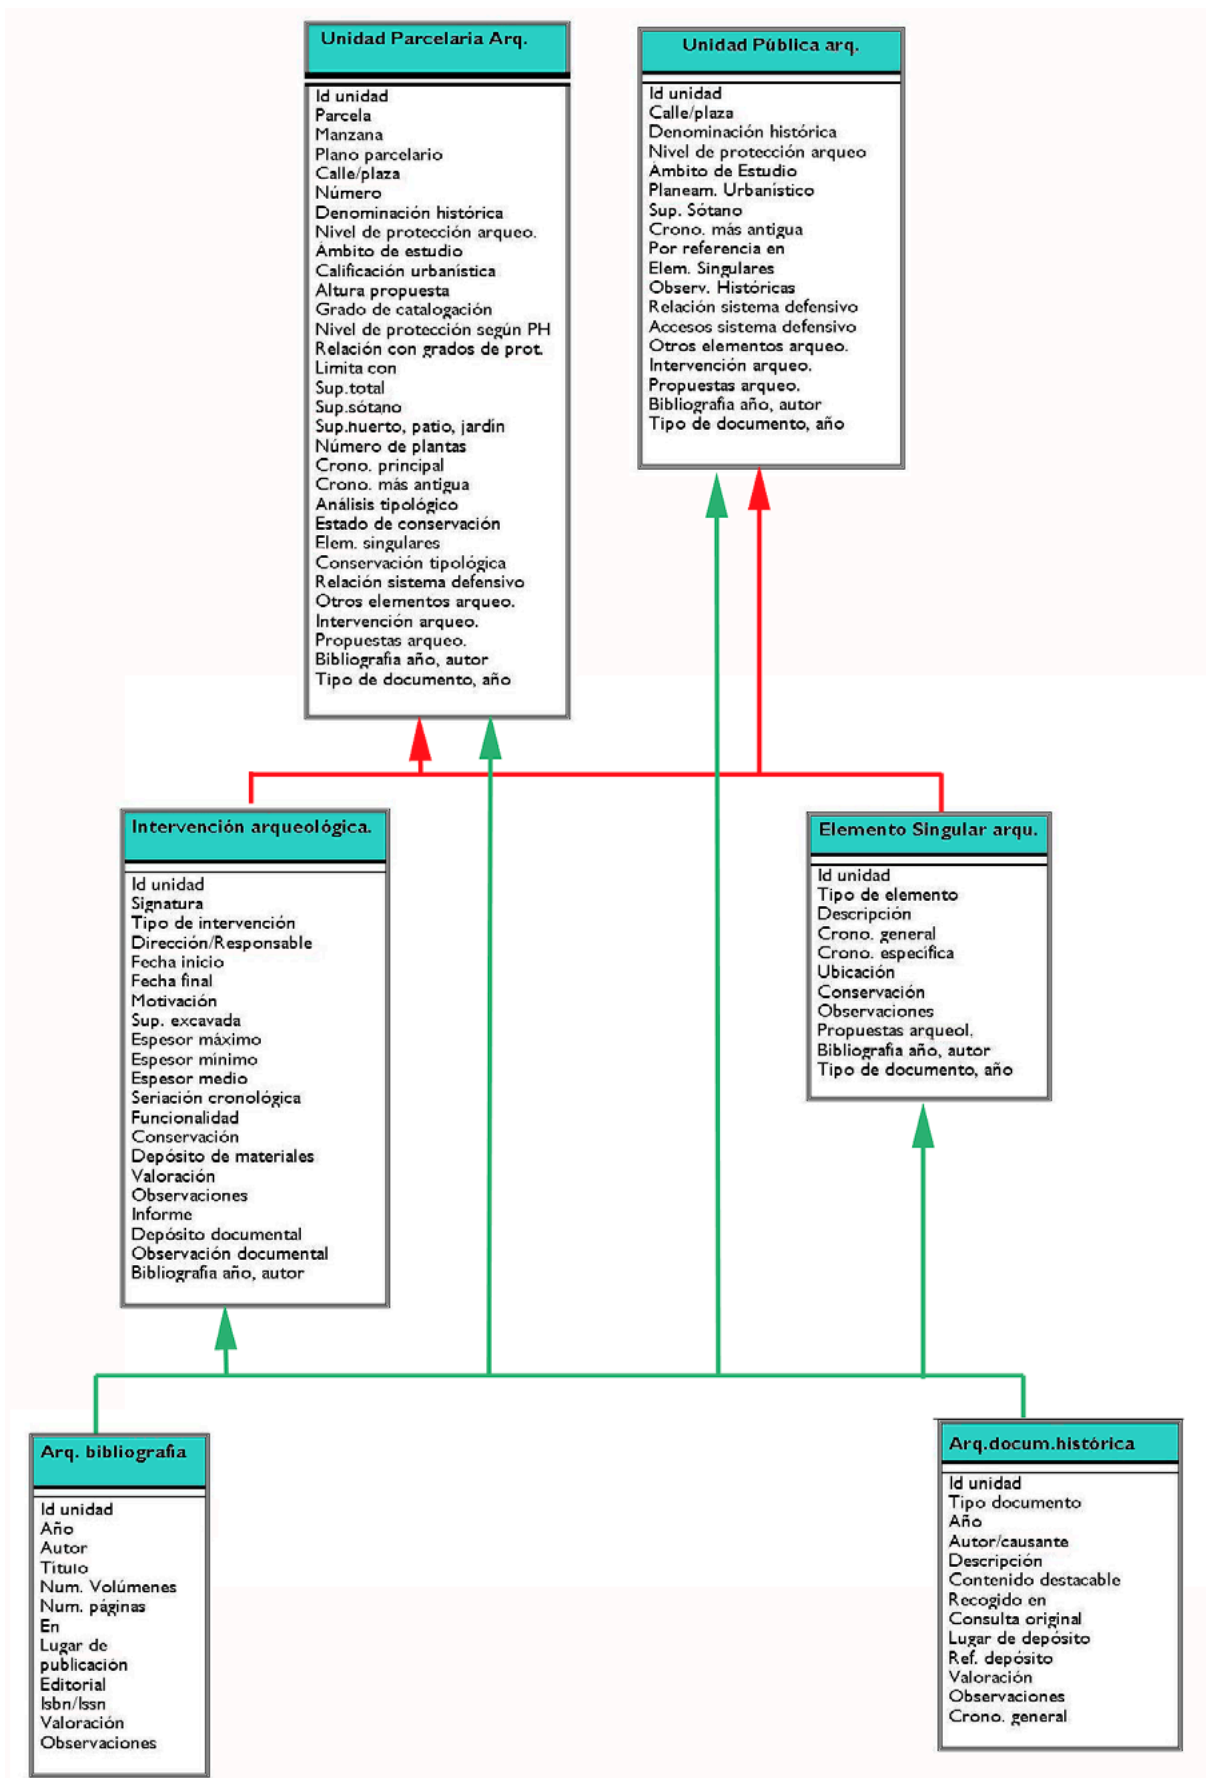 Unidad Parcelaria Arq.
Id unidad
Parcela
Manzana
Plano parcelario
Calle/plaza
Número
Denominación histórica
Nivel de protección arqueo.
Ámbito de estudio
Calificación urbanística
Altura propuesta
Grado de catalogación
Nivel de protección según PH
Relación con grados de prot.
Limita con
Sup.total
Sup.sótano
Sup.huerto, patio, jardín
Número de plantas
Crono. principal
Crono. más antigua
Análisis tipológico
Estado de conservación
Elem. singulares
Conservación tipológica
Relación sistema defensivo
Otros elementos arqueo.
Intervención arqueo.
Propuestas arqueo.
Bibliografia año, autor
Tipo de documento, año
Unidad Pública arq.
Id unidad
Calle/plaza
Denominación histórica
Nivel de protección arqueo
Ámbito de Estudio
Planeam. Urbanístico
Sup. Sótano
Crono. más antigua
Por referencia en
Elem. Singulares
Observ. Históricas
Relación sistema defensivo
Accesos sistema defensivo
Otros elementos arqueo.
Intervención arqueo.
Propuestas arqueo.
Bibliografia año, autor
Tipo de documento, año
Intervención arqueológica.
Id unidad
Signatura
Tipo de intervención
Dirección/Responsable
Fecha inicio
Fecha final
Motivación
Sup. excavada
Espesor máximo
Espesor mínimo
Espesor medio
Seriación cronológica
Funcionalidad
Conservación
Depósito de materiales
Valoración
Observaciones
Informe
Depósito documental
Observación documental
Bibliografia año, autor
Elemento Singular arqu.
Id unidad
Tipo de elemento
Descripción
Crono. general
Crono. especifica
Ubicación
Conservación
Observaciones
Propuestas arqueol.
Bibliografia año, autor
Tipo de documento, año
Arq. bibliografia
Id unidad
Año
Autor
Título
Num. Volúmenes
Num. páginas
En
Lugar de
publicación
Editorial
Isbn/Issn
Valoración
Observaciones
Arq.docum.histórica
Id unidad
Tipo documento
Año
Autor/causante
Descripción
Contenido destacable
Recogido en
Consulta original
Lugar de depósito
Ref. depósito
Valoración
Observaciones
Crono. general